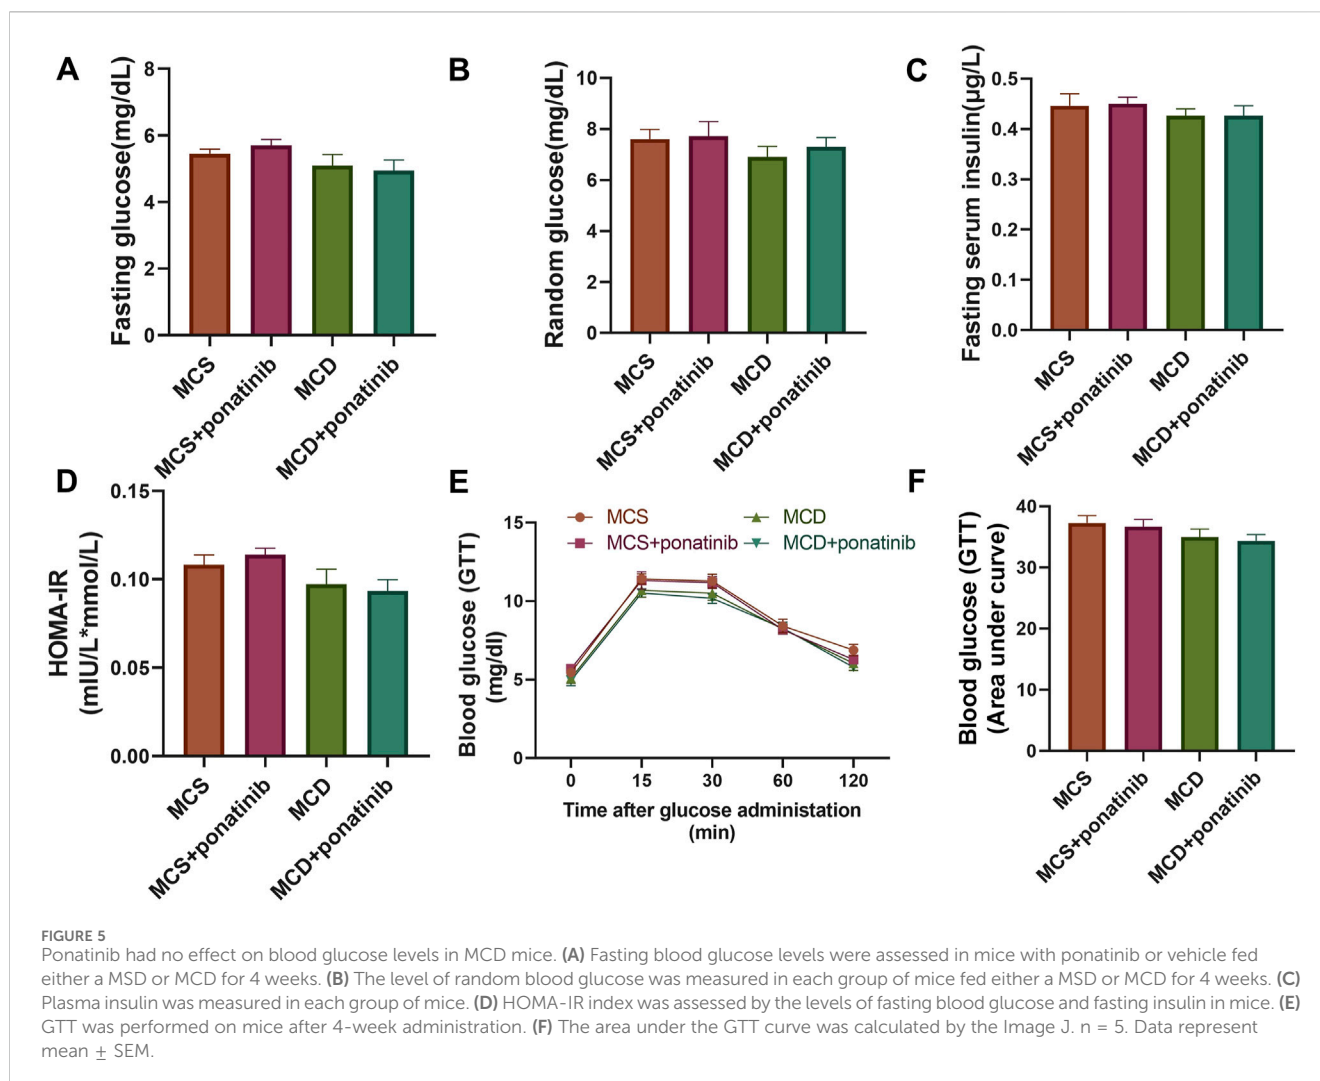 A
Fasting glucose(mg/dL)
8
6
4
2
0
MCS
MCS+ponatinib
MCD
MCD+ponatinib
B
Random glucose(mg/dL)
10
8
6
4
2
0
MCS
MCS+ponatinib
MCD
MCD+ponatinib
C
Fasting serum insulin(µg/L)
0.5
0.4
0.3
0.2
0.1
0.0
MCS
MCS+ponatinib
MCD
MCD+ponatinib
D
HOMA-IR
(mIU/L*mmol/L)
0.15
0.10
0.05
0.00
MCS
MCS+ponatinib
MCD
MCD+ponatinib
E
Blood glucose (GTT)
(mg/dl)
15
10
5
0
MCS
MCD
MCS+ponatinib
MCD+ponatinib
0 15 30 60 120
Time after glucose administation
(min)
F
Blood glucose (GTT)
(Area under curve)
40
30
20
10
0
MCS
MCS+ponatinib
MCD
MCD+ponatinib
FIGURE 5
Ponatinib had no effect on blood glucose levels in MCD mice. (A) Fasting blood glucose levels were assessed in mice with ponatinib or vehicle fed
either a MSD or MCD for 4 weeks. (B) The level of random blood glucose was measured in each group of mice fed either a MSD or MCD for 4 weeks. (C)
Plasma insulin was measured in each group of mice. (D) HOMA-IR index was assessed by the levels of fasting blood glucose and fasting insulin in mice. (E)
GTT was performed on mice after 4-week administration. (F) The area under the GTT curve was calculated by the Image J. n = 5. Data represent
mean ± SEM.